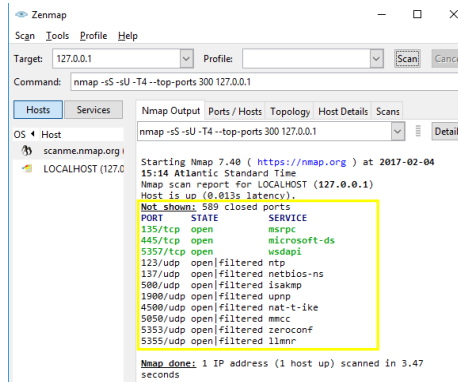 Zenmap
Scan Tools Profile Help
Target: 127.0.0.1 Profile: Scan Cance
Command: nmap -sS -sU -T4 --top-ports 300 127.0.0.1
Hosts Services
Nmap Output Ports / Hosts Topology Host Details Scans
OS Host
nmap -sS -sU -T4 --top-ports 300 127.0.0.1 Detail
scanme.nmap.org (
LOCALHOST (127.0
Starting Nmap 7.40 ( https://nmap.org ) at 2017-02-04
15:14 Atlantic Standard Time
Nmap scan report for LOCALHOST (127.0.0.1)
Host is up (0.013s latency).
Not shown: 589 closed ports
PORT STATE SERVICE
135/tcp open msrpc
445/tcp open microsoft-ds
5357/tcp open wsdapi
123/udp open|filtered ntp
137/udp open|filtered netbios-ns
500/udp open|filtered isakmp
1900/udp open|filtered upnp
4500/udp open|filtered nat-t-ike
5050/udp open|filtered mmcc
5353/udp open|filtered zeroconf
5355/udp open|filtered llmnr
Nmap done: 1 IP address (1 host up) scanned in 3.47
seconds